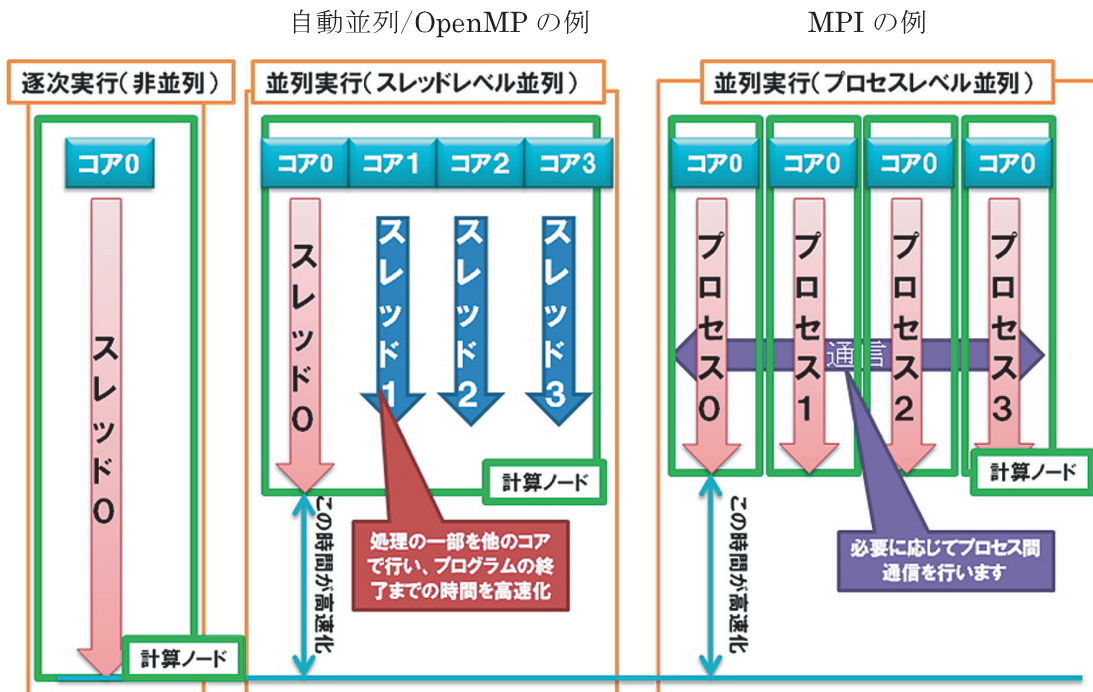 自動並列/OpenMP の例
MPI の例
逐次実行(非並列)
コア0
スレッド0
計算ノード
並列実行(スレッドレベル並列)
コア0
コア1
コア2
コア3
スレッド0
スレッド1
スレッド2
スレッド3
計算ノード
この時間が高速化
処理の一部を他のコア
で行い、プログラムの終
了までの時間を高速化
並列実行(プロセスレベル並列)
コア0
コア0
コア0
コア0
プロセス0
プロセス1
プロセス2
プロセス3
通信
計算ノード
この時間が高速化
必要に応じてプロセス間
通信を行います